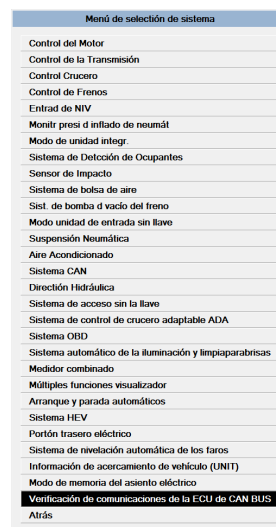 Menú de selectión de sistema
Control del Motor
Control de la Transmisión
Control Crucero
Control de Frenos
Entrad de NIV
Monitr presi d inflado de neumát
Modo de unidad integr.
Sistema de Detcción de Ocupantes
Sensor de Impacto
Sistema de bolsa de aire
Sist. de bomba d vacío del freno
Modo unidad de entrada sin llave
Suspensión Neumática
Aire Acondicionado
Sistema CAN
Directión Hidráulica
Sistema de acceso sin la llave
Sistema de control de crucero adaptable ADA
Sistema OBD
Sistema automático de la iluminación y limpiaparabrisas
Medidor combinado
Múltiples funciones visualizador
Arranque y parada automáticos
Sistema HEV
Portón trasero eléctrico
Sistema de nivelación automática de los faros
Información de acercamiento de vehículo (UNIT)
Modo de memoria del asiento eléctrico
Verificación de comunicaciones de la ECU de CAN BUS
Atrás